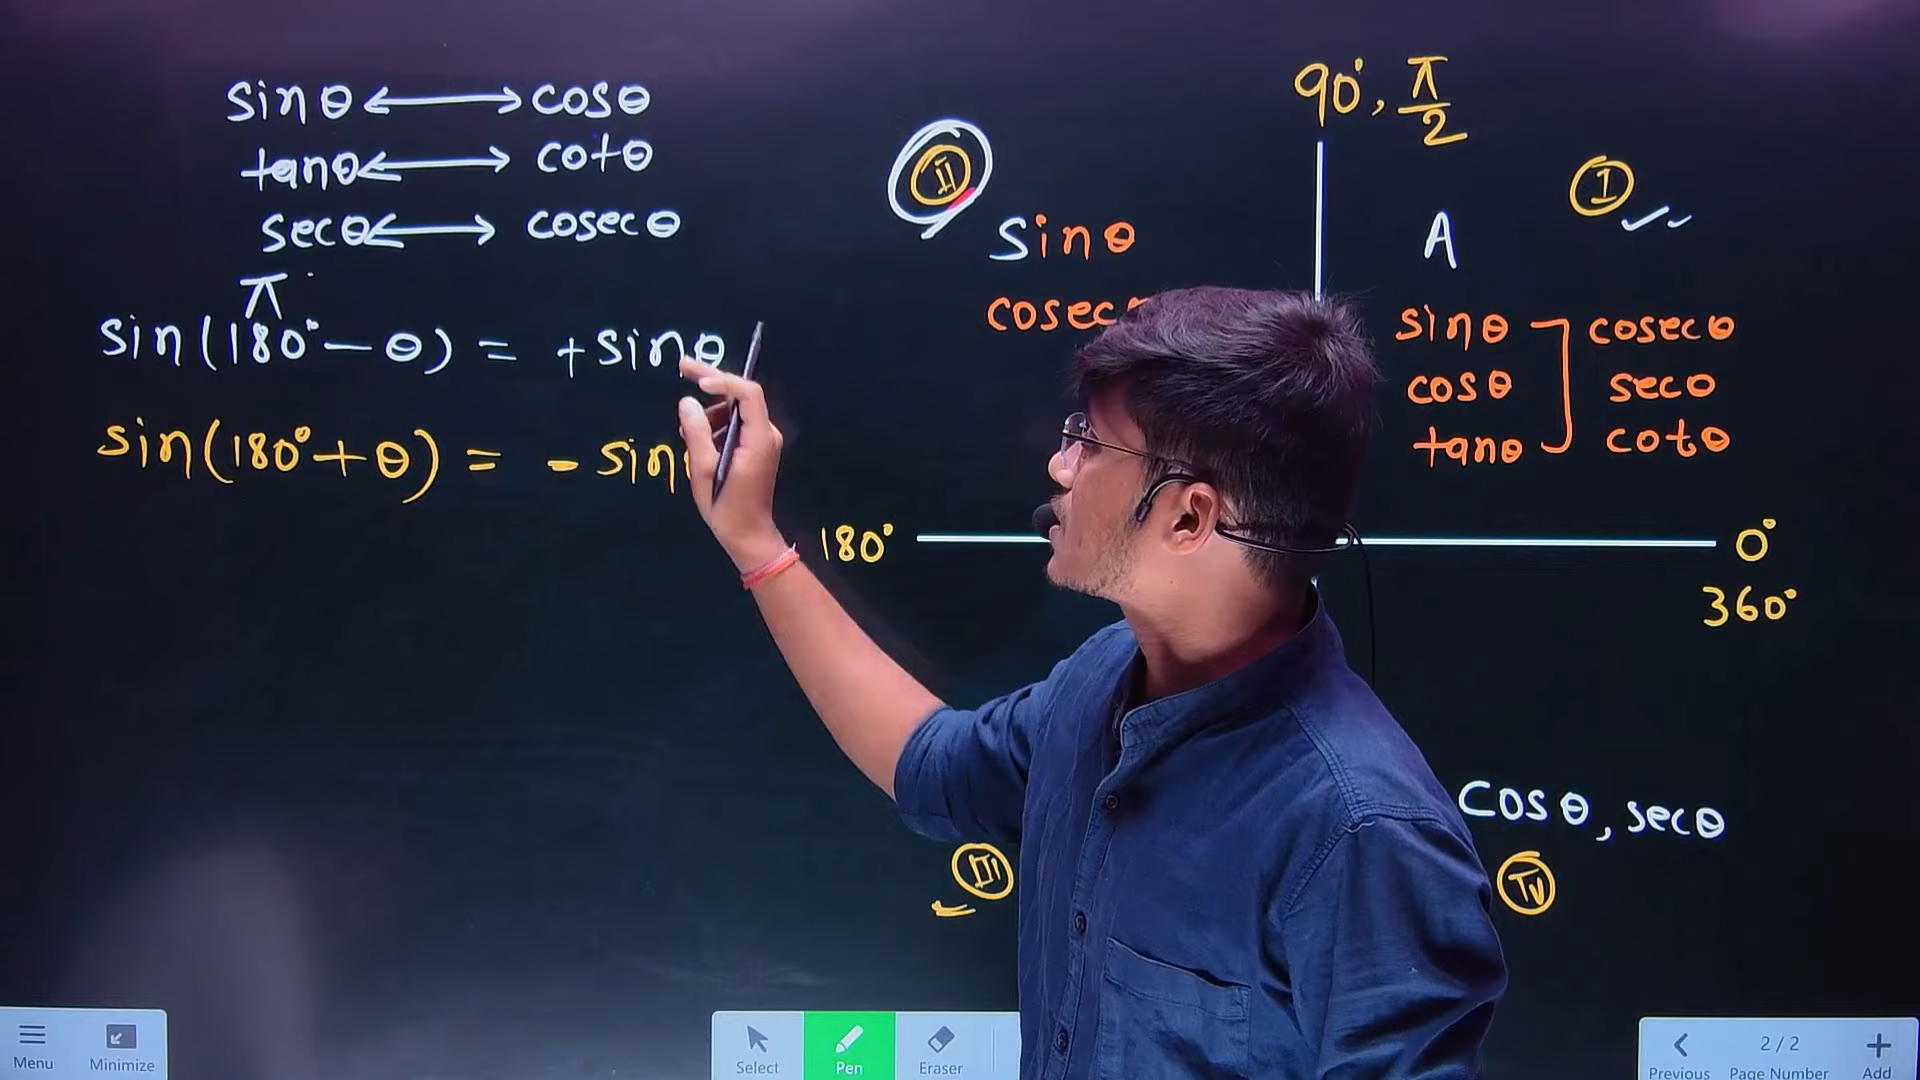 sinθ ↔ cosθ
tanθ ↔ cotθ
secθ ↔ cosecθ
π
sin(180° - θ) = + sinθ
sin(180° + θ) = - sin
90°, π/2
II
I
sinθ
A
cosec
sinθ cosecθ
cosθ secθ
tanθ cotθ
180°
0°
360°
cosθ, secθ
III
IV
Menu
Minimize
Select
Pen
Eraser
Previous
2 / 2
Page Number
Add